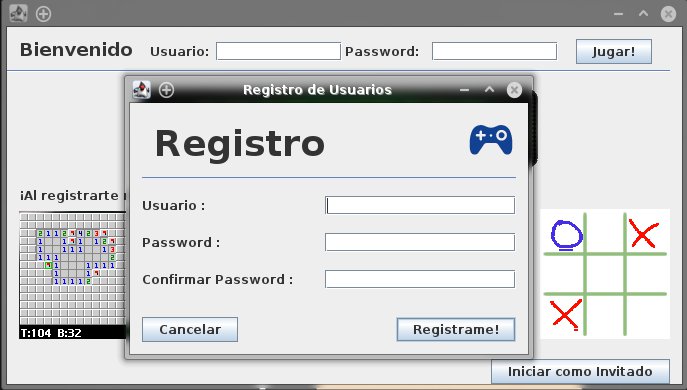 Bienvenido Usuario: Password: Jugar!
Registro de Usuarios
Registro
¡Al registrarte
Usuario :
Password :
Confirmar Password :
Cancelar Registrame!
T:104 B:32
Iniciar como Invitado